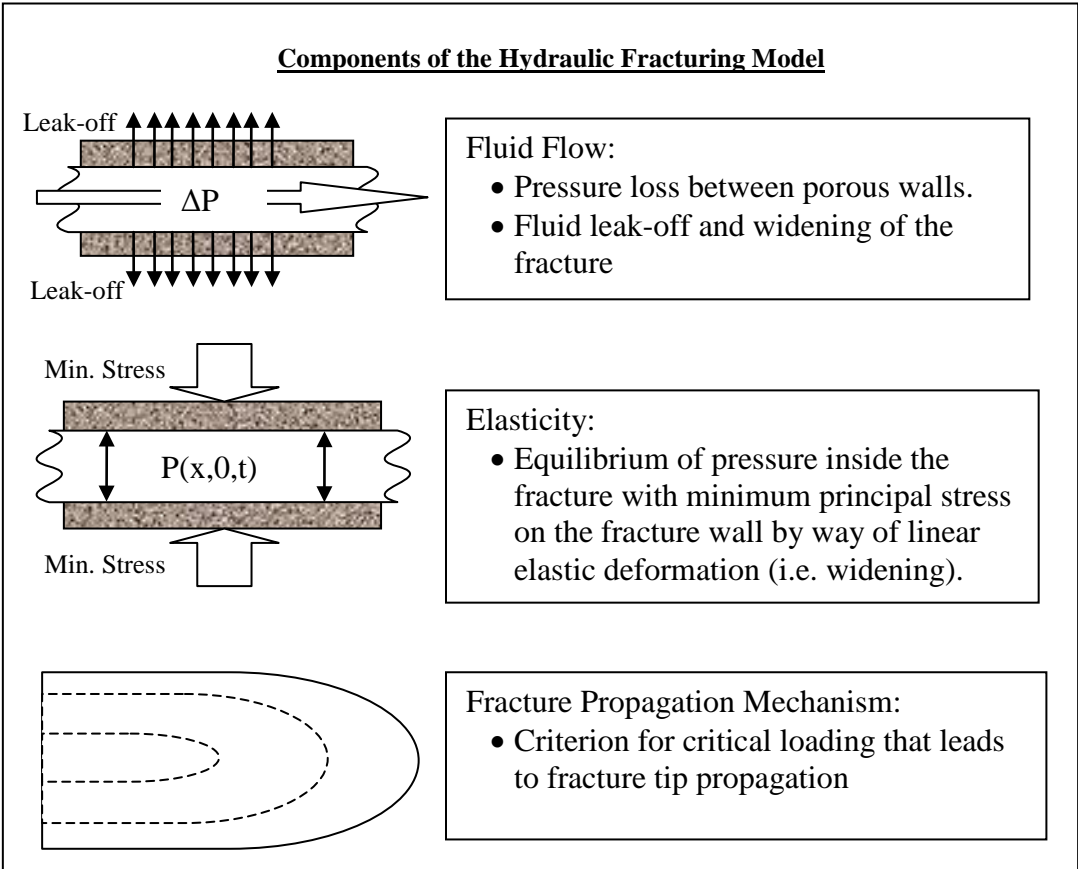 Components of the Hydraulic Fracturing Model
Leak-off
ΔP
Leak-off
Fluid Flow:
• Pressure loss between porous walls.
• Fluid leak-off and widening of the
fracture
Min. Stress
P(x,0,t)
Min. Stress
Elasticity:
• Equilibrium of pressure inside the
fracture with minimum principal stress
on the fracture wall by way of linear
elastic deformation (i.e. widening).
Fracture Propagation Mechanism:
• Criterion for critical loading that leads
to fracture tip propagation